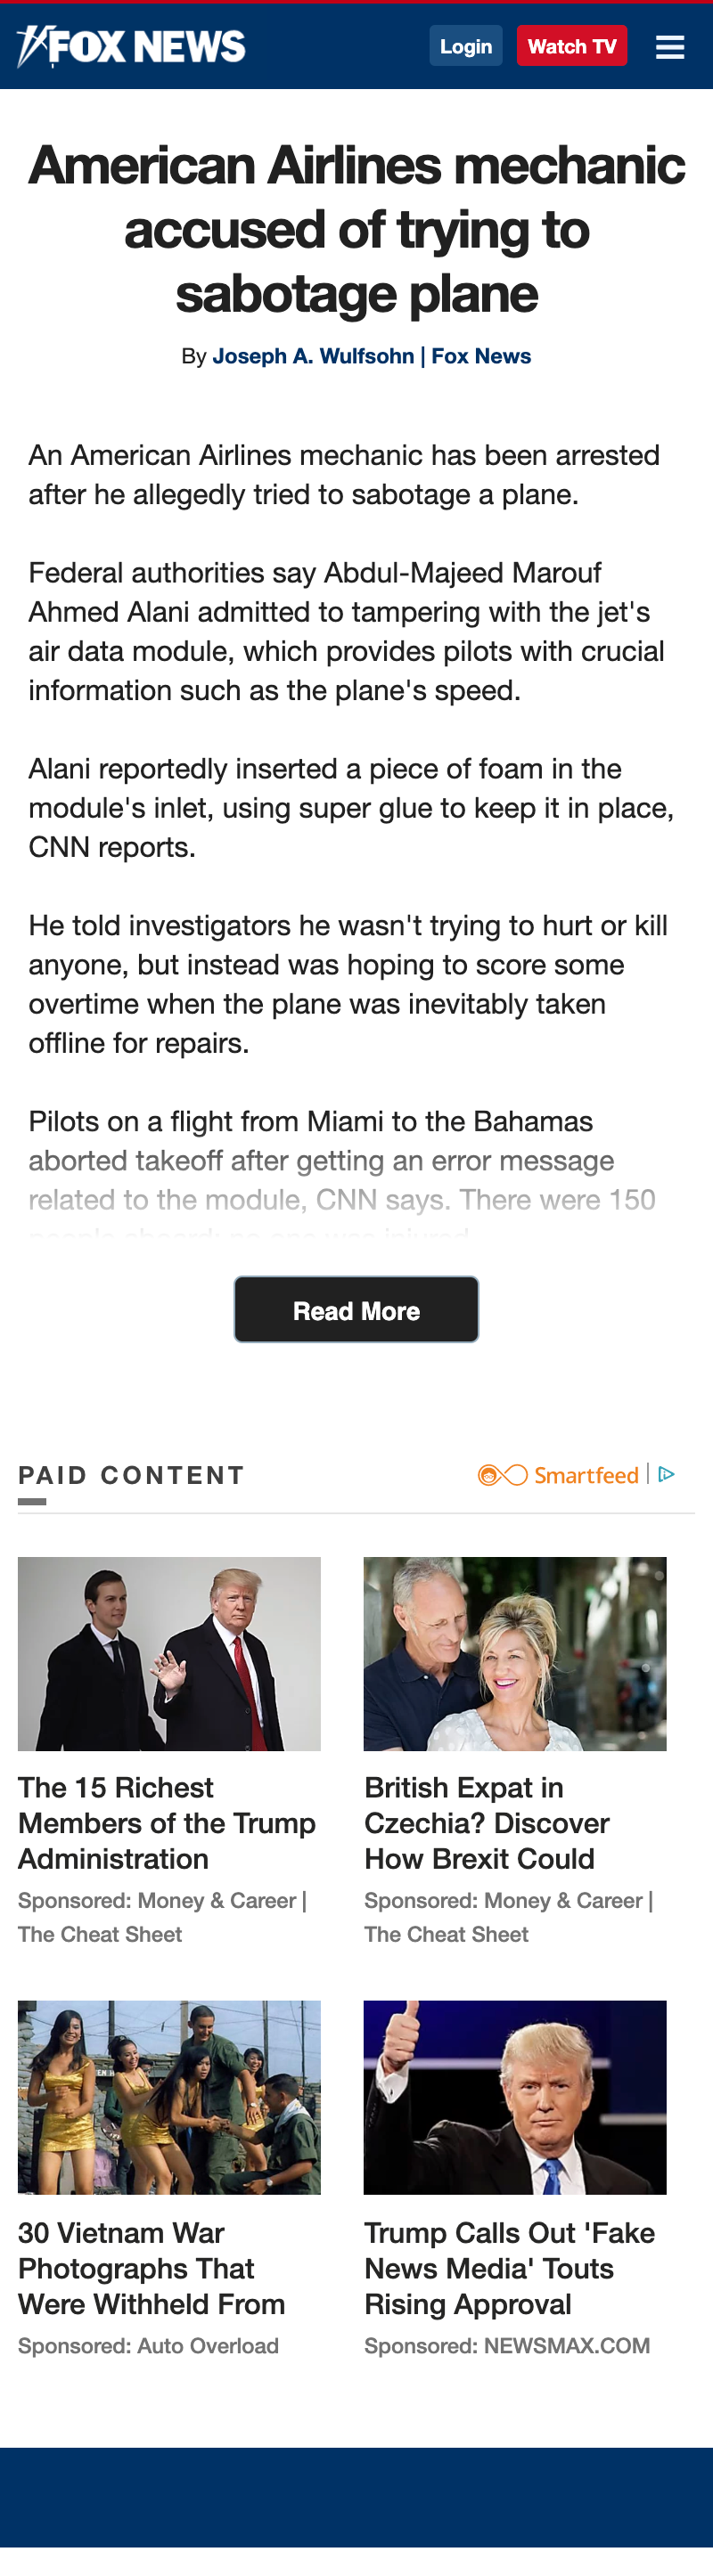 FOX NEWS
Login
Watch TV
American Airlines mechanic
accused of trying to
sabotage plane
By Joseph A. Wulfsohn | Fox News
An American Airlines mechanic has been arrested
after he allegedly tried to sabotage a plane.
Federal authorities say Abdul-Majeed Marouf
Ahmed Alani admitted to tampering with the jet's
air data module, which provides pilots with crucial
information such as the plane's speed.
Alani reportedly inserted a piece of foam in the
module's inlet, using super glue to keep it in place,
CNN reports.
He told investigators he wasn't trying to hurt or kill
anyone, but instead was hoping to score some
overtime when the plane was inevitably taken
offline for repairs.
Pilots on a flight from Miami to the Bahamas
aborted takeoff after getting an error message
related to the module, CNN says. There were 150
Read More
PAID CONTENT
Smartfeed |
The 15 Richest
Members of the Trump
Administration
Sponsored: Money & Career |
The Cheat Sheet
British Expat in
Czechia? Discover
How Brexit Could
Sponsored: Money & Career |
The Cheat Sheet
30 Vietnam War
Photographs That
Were Withheld From
Sponsored: Auto Overload
Trump Calls Out 'Fake
News Media' Touts
Rising Approval
Sponsored: NEWSMAX.COM